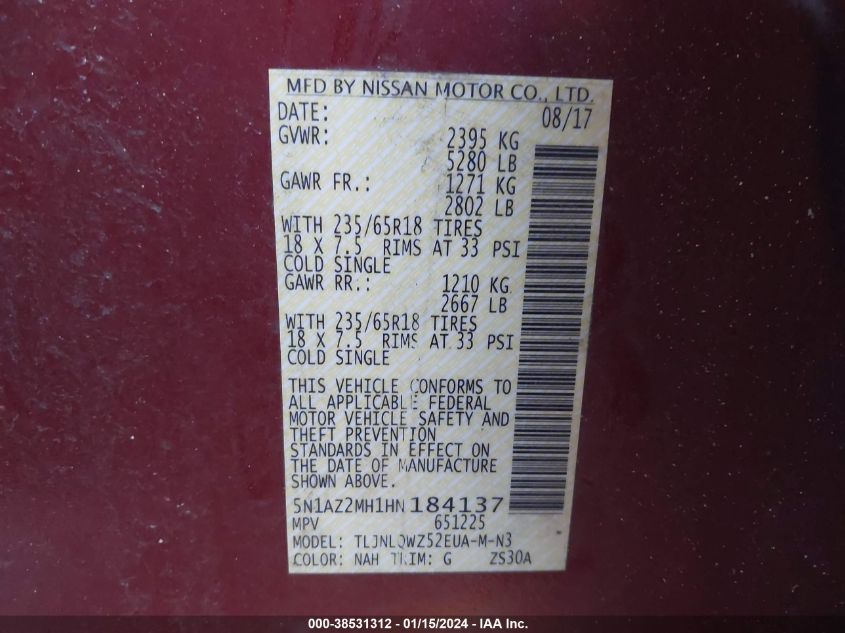 MFD BY NISSAN MOTOR CO., LTD.
DATE: 08/17
GVWR: 2395 KG
5280 LB
GAWR FR.: 1271 KG
2802 LB
WITH 235/65R18 TIRES
18 X 7.5 RIMS AT 33 PSI
COLD SINGLE
GAWR RR.: 1210 KG
2667 LB
WITH 235/65R18 TIRES
18 X 7.5 RIMS AT 33 PSI
COLD SINGLE
THIS VEHICLE CONFORMS TO
ALL APPLICABLE FEDERAL
MOTOR VEHICLE SAFETY AND
THEFT PREVENTION
STANDARDS IN EFFECT ON
THE DATE OF MANUFACTURE
SHOWN ABOVE.
5N1AZ2MH1HN184137
MPV 651225
MODEL: TLJNLQWZ52EUA-M-N3
COLOR: NAH TRIM: G ZS30A
000-38531312 - 01/15/2024 - IAA Inc.